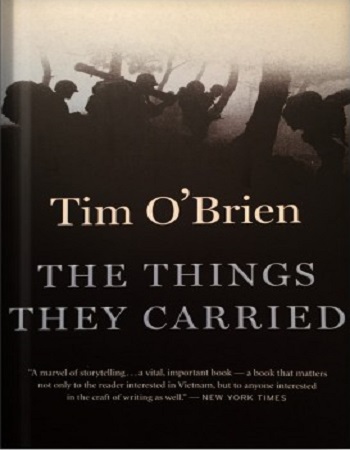 Tim O'Brien
THE THINGS
THEY CARRIED
"A marvel of storytelling . . . a vital, important book — a book that matters
not only to the reader interested in Vietnam, but to anyone interested
in the craft of writing as well." — NEW YORK TIMES